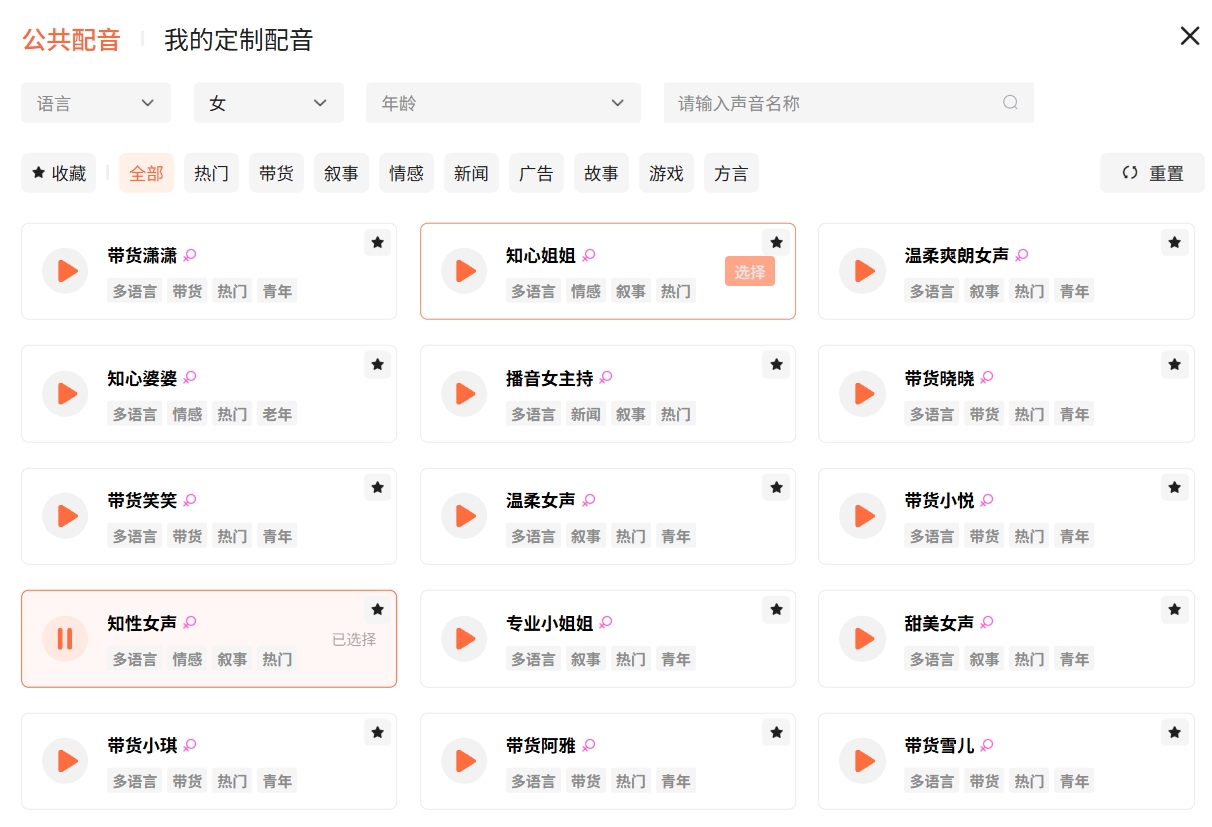 公共配音 我的定制配音
语言 女 年龄 请输入声音名称
收藏 全部 热门 带货 叙事 情感 新闻 广告 故事 游戏 方言 重置
带货潇潇
多语言 带货 热门 青年
知心姐姐
选择
多语言 情感 叙事 热门
温柔爽朗女声
多语言 叙事 热门 青年
知心婆婆
多语言 情感 热门 老年
播音女主持
多语言 新闻 叙事 热门
带货晓晓
多语言 带货 热门 青年
带货笑笑
多语言 带货 热门 青年
温柔女声
多语言 叙事 热门 青年
带货小悦
多语言 带货 热门 青年
知性女声
已选择
多语言 情感 叙事 热门
专业小姐姐
多语言 叙事 热门 青年
甜美女声
多语言 叙事 热门 青年
带货小琪
多语言 带货 热门 青年
带货阿雅
多语言 带货 热门 青年
带货雪儿
多语言 带货 热门 青年